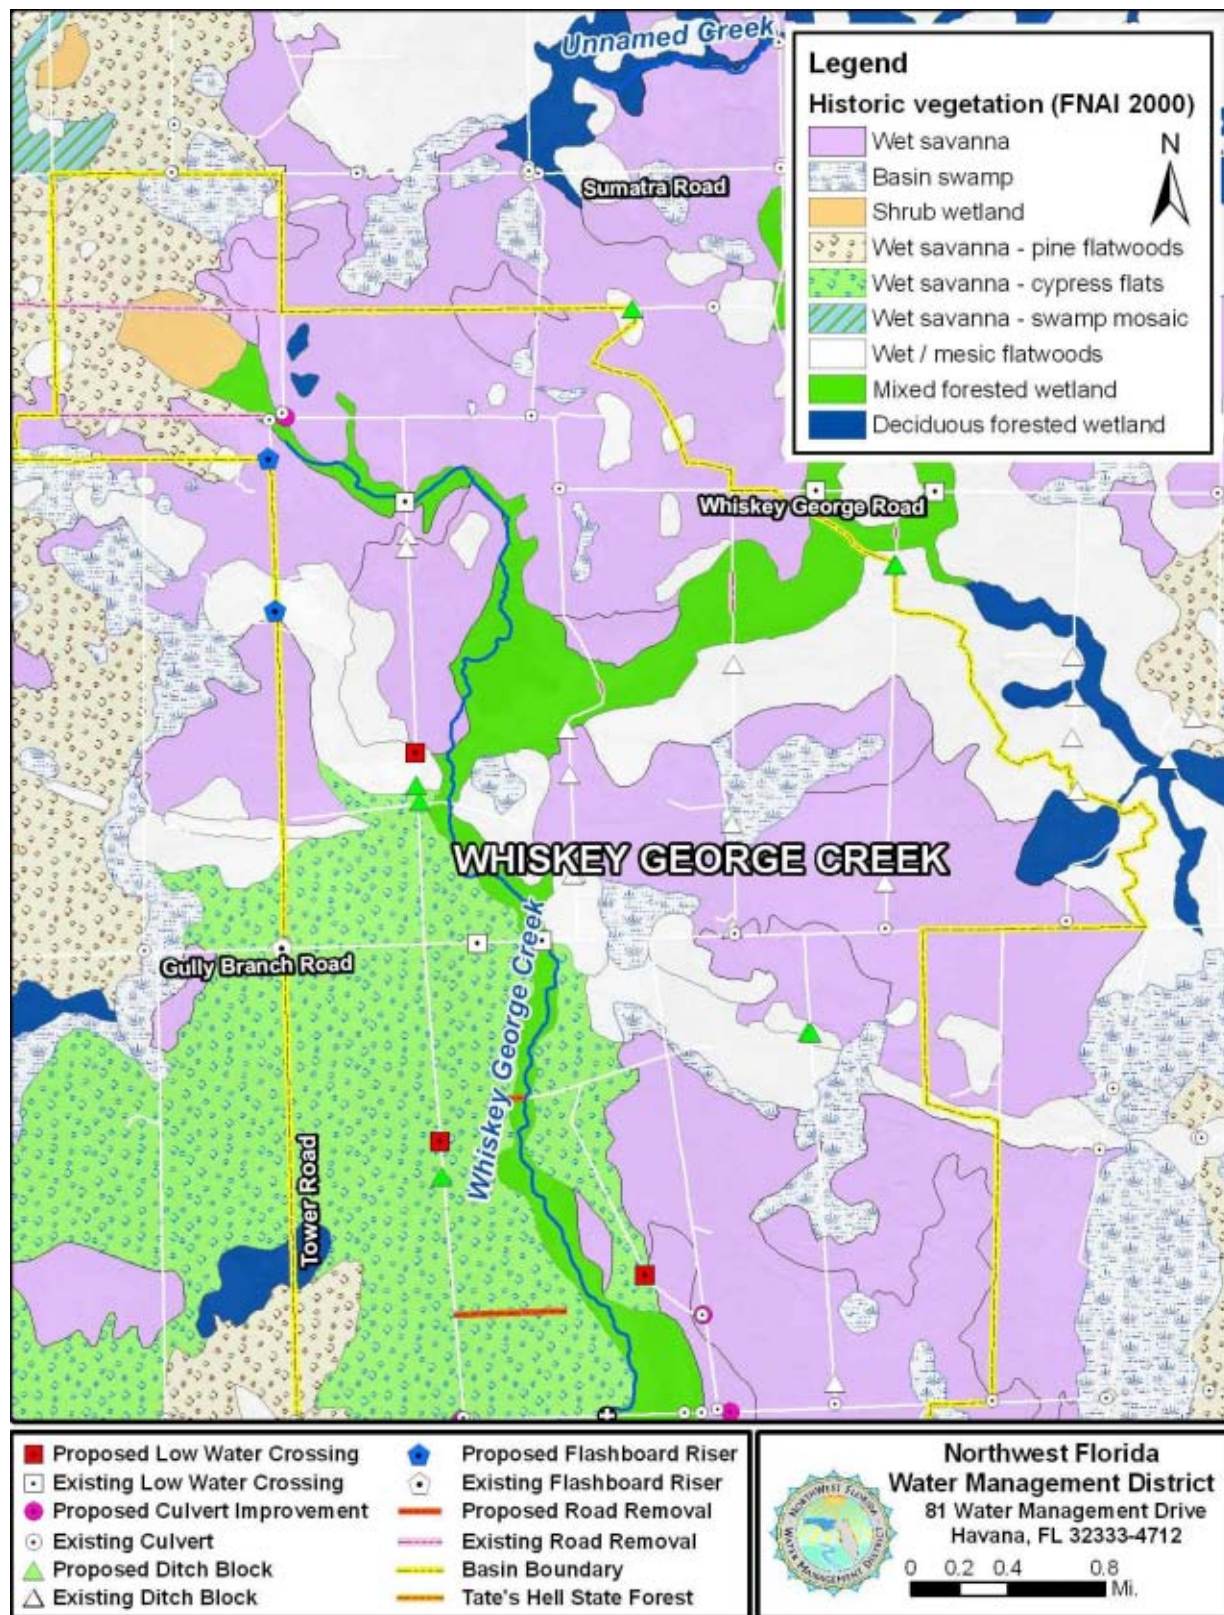 Unnamed Creek
Legend
Historic vegetation (FNAI 2000)
Wet savanna
N
Basin swamp
Shrub wetland
Wet savanna - pine flatwoods
Wet savanna - cypress flats
Wet savanna - swamp mosaic
Wet / mesic flatwoods
Mixed forested wetland
Deciduous forested wetland
Sumatra Road
Whiskey George Road
WHISKEY GEORGE CREEK
Whiskey George Creek
Gully Branch Road
Tower Road
Proposed Low Water Crossing
Existing Low Water Crossing
Proposed Culvert Improvement
Existing Culvert
Proposed Ditch Block
Existing Ditch Block
Proposed Flashboard Riser
Existing Flashboard Riser
Proposed Road Removal
Existing Road Removal
Basin Boundary
Tate's Hell State Forest
Northwest Florida
Water Management District
81 Water Management Drive
Havana, FL 32333-4712
NORTHWEST FLORIDA
WATER MANAGEMENT DISTRICT
0 0.2 0.4 0.8
Mi.